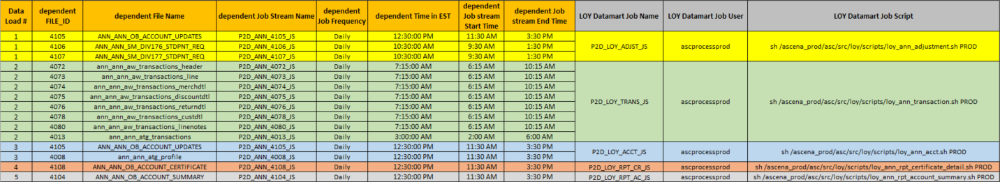 Data Load # dependent FILE_ID dependent File Name dependent Job Stream Name dependent Job Frequency dependent Time in EST dependent Job stream Start Time dependent Job stream End Time LOY Datamart Job Name LOY Datamart Job User LOY Datamart Job Script
1 4105 ANN_ANN_OB_ACCOUNT_UPDATES P2D_ANN_4105_JS Daily 12:30:00 PM 11:30 AM 3:30 PM
1 4106 ANN_ANN_SM_DIV176_STDPNT_REQ P2D_ANN_4106_JS Daily 10:30:00 AM 9:30 AM 1:30 PM P2D_LOY_ADJST_JS ascprocessprod sh /ascena_prod/asc/src/loy/scripts/loy_ann_adjustment.sh PROD
1 4107 ANN_ANN_SM_DIV177_STDPNT_REQ P2D_ANN_4107_JS Daily 10:30:00 AM 9:30 AM 1:30 PM
2 4072 ann_ann_aw_transactions_header P2D_ANN_4072_JS Daily 7:15:00 AM 6:15 AM 10:15 AM
2 4073 ann_ann_aw_transactions_line P2D_ANN_4073_JS Daily 7:15:00 AM 6:15 AM 10:15 AM
2 4074 ann_ann_aw_transactions_merchdtl P2D_ANN_4074_JS Daily 7:15:00 AM 6:15 AM 10:15 AM
2 4075 ann_ann_aw_transactions_discountdtl P2D_ANN_4075_JS Daily 7:15:00 AM 6:15 AM 10:15 AM
2 4076 ann_ann_aw_transactions_returndtl P2D_ANN_4076_JS Daily 7:15:00 AM 6:15 AM 10:15 AM P2D_LOY_TRANS_JS ascprocessprod sh /ascena_prod/asc/src/loy/scripts/loy_ann_transaction.sh PROD
2 4078 ann_ann_aw_transactions_custdtl P2D_ANN_4078_JS Daily 7:15:00 AM 6:15 AM 10:15 AM
2 4080 ann_ann_aw_transactions_linenotes P2D_ANN_4080_JS Daily 7:15:00 AM 6:15 AM 10:15 AM
2 4013 ann_ann_atg_transactions P2D_ANN_4013_JS Daily 3:00:00 AM 2:00 AM 6:00 AM
3 4105 ANN_ANN_OB_ACCOUNT_UPDATES P2D_ANN_4105_JS Daily 12:30:00 PM 11:30 AM 3:30 PM P2D_LOY_ACCT_JS ascprocessprod sh /ascena_prod/asc/src/loy/scripts/loy_ann_acct.sh PROD
3 4008 ann_ann_atg_profile P2D_ANN_4008_JS Daily 12:30:00 PM 11:30 AM 3:30 PM
4 4108 ANN_ANN_OB_ACCOUNT_CERTIFICATE P2D_ANN_4108_JS Daily 12:30:00 PM 11:30 AM 3:30 PM P2D_LOY_RPT_CR_JS ascprocessprod sh /ascena_prod/asc/src/loy/scripts/loy_ann_rpt_certificate_detail.sh PROD
5 4104 ANN_ANN_OB_ACCOUNT_SUMMARY P2D_ANN_4104_JS Daily 12:30:00 PM 11:30 AM 3:30 PM P2D_LOY_RPT_AC_JS ascprocessprod sh /ascena_prod/asc/src/loy/scripts/loy_ann_rpt_account_summary.sh PROD